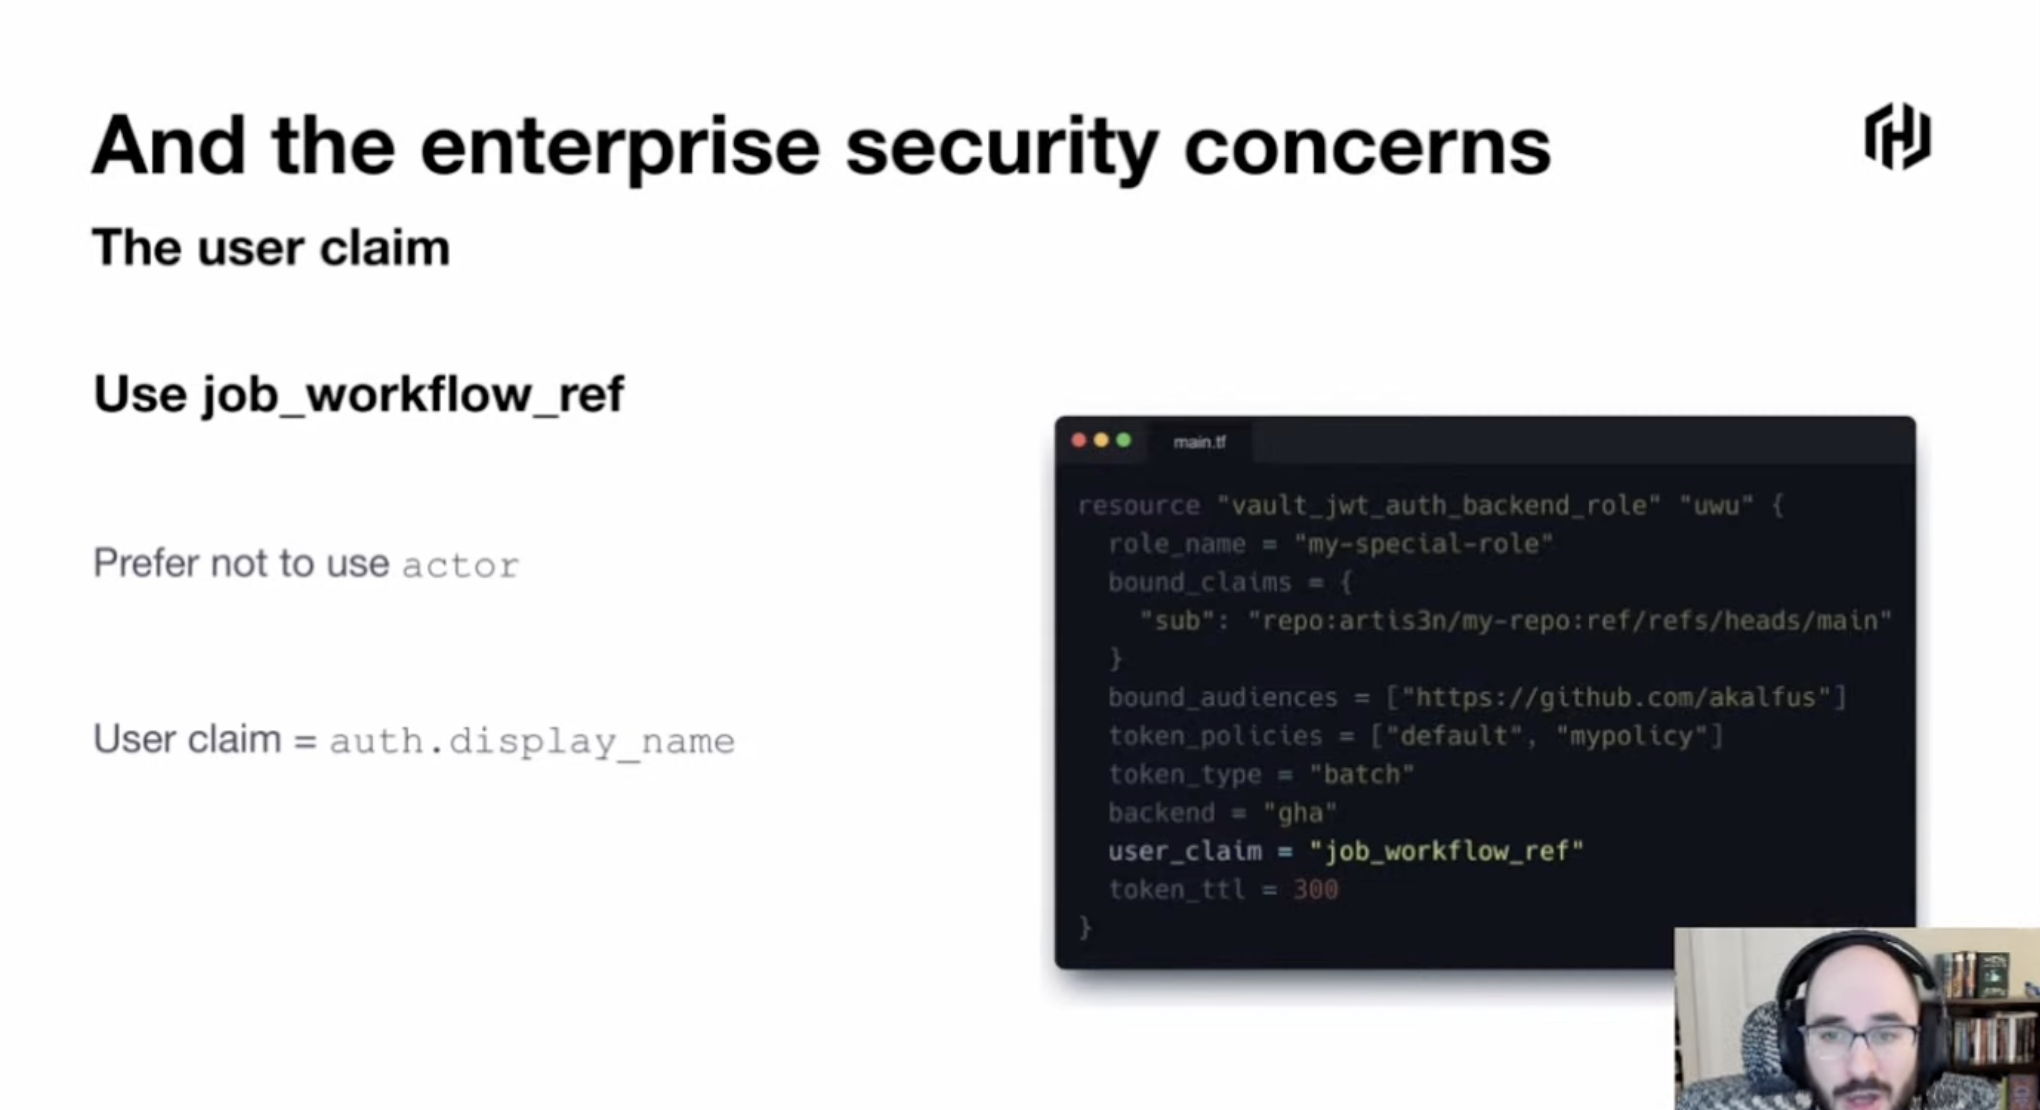 And the enterprise security concerns
The user claim
Use job_workflow_ref
Prefer not to use actor
User claim = auth.display_name
main.tf
resource "vault_jwt_auth_backend_role" "uwu" {
role_name = "my-special-role"
bound_claims = {
"sub": "repo:artis3n/my-repo:ref/refs/heads/main"
}
bound_audiences = ["https://github.com/akalfus"]
token_policies = ["default", "mypolicy"]
token_type = "batch"
backend = "gha"
user_claim = "job_workflow_ref"
token_ttl = 300
}